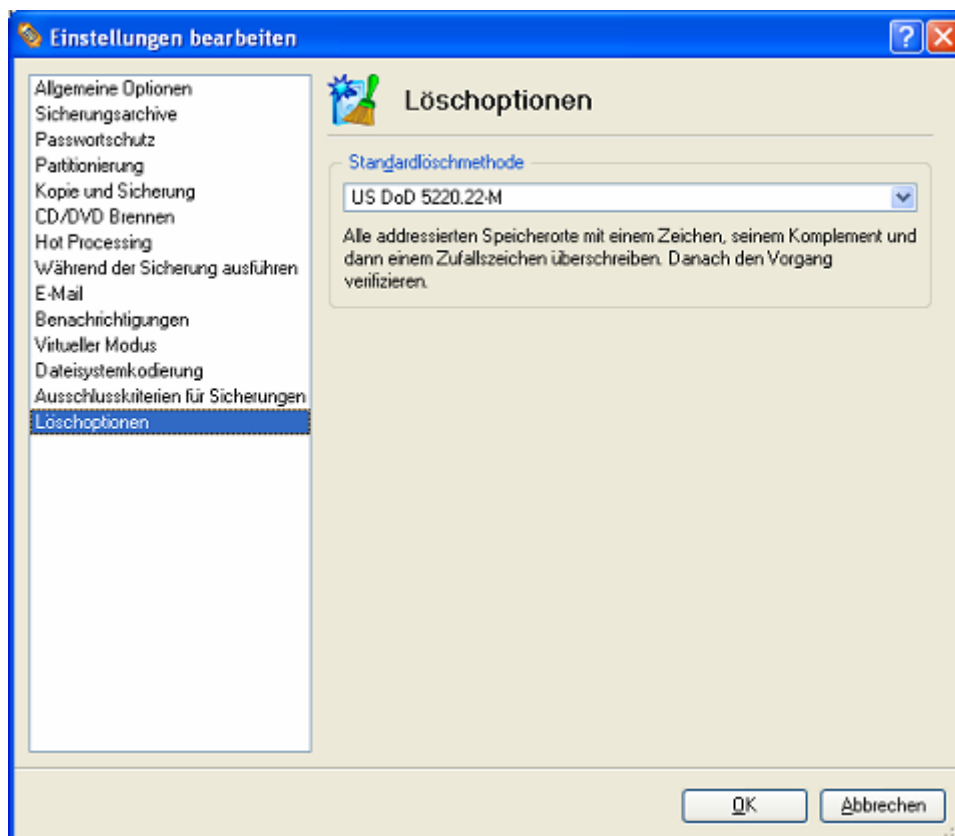 Einstellungen bearbeiten
Allgemeine Optionen
Sicherungsarchive
Passwortschutz
Partitionierung
Kopie und Sicherung
CD/DVD Brennen
Hot Processing
Während der Sicherung ausführen
E-Mail
Benachrichtigungen
Virtueller Modus
Dateisystemkodierung
Ausschlusskriterien für Sicherungen
Löschoptionen
Löschoptionen
Standardlöschmethode
US DoD 5220.22-M
Alle addressierten Speicherorte mit einem Zeichen, seinem Komplement und
dann einem Zufallszeichen überschreiben. Danach den Vorgang
verifizieren.
OK
Abbrechen